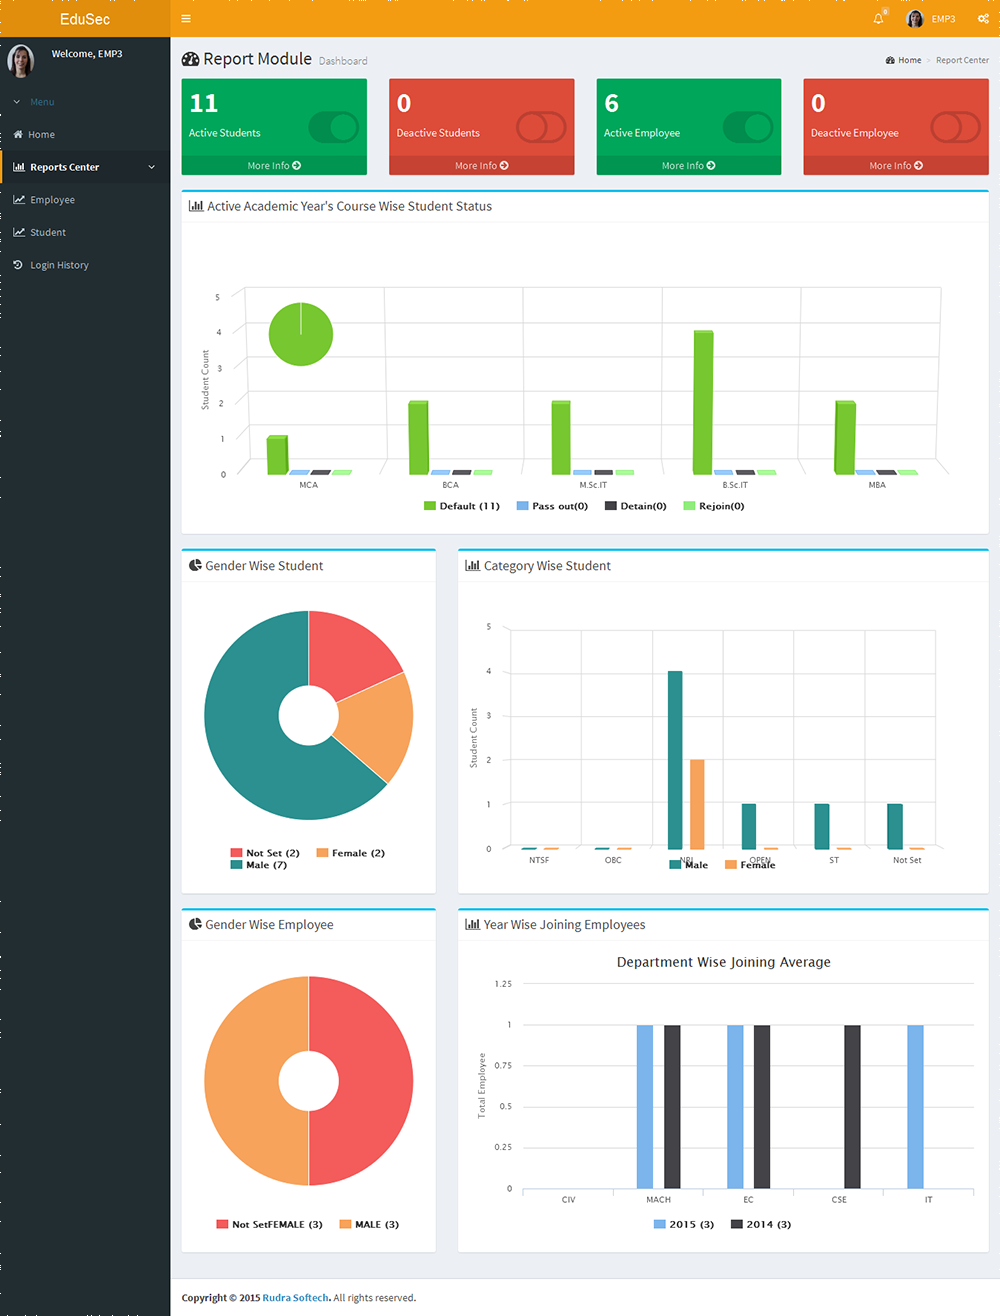 EduSec
0
EMP3
Welcome, EMP3
Menu
Home
Reports Center
Employee
Student
Login History
Report Module Dashboard
Home > Report Center
11
Active Students
More Info
0
Deactive Students
More Info
6
Active Employee
More Info
0
Deactive Employee
More Info
Active Academic Year's Course Wise Student Status
5
4
3
2
1
0
Student Count
MCA BCA M.Sc.IT B.Sc.IT MBA
Default (11) Pass out(0) Detain(0) Rejoin(0)
Gender Wise Student
Not Set (2) Female (2)
Male (7)
Category Wise Student
5
4
3
2
1
0
Student Count
NTSF OBC NRI OPEN ST Not Set
Male Female
Gender Wise Employee
Not SetFEMALE (3) MALE (3)
Year Wise Joining Employees
Department Wise Joining Average
1.25
1
0.75
0.5
0.25
0
Total Employee
CIV MACH EC CSE IT
2015 (3) 2014 (3)
Copyright © 2015 Rudra Softech. All rights reserved.